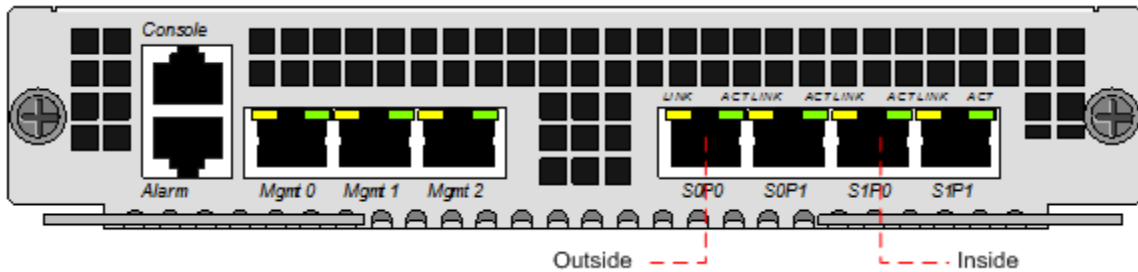 Console
LINK ACT LINK ACT LINK ACT LINK ACT
Alarm Mgmt 0 Mgmt 1 Mgmt 2 S0P0 S0P1 S1P0 S1P1
Outside Inside